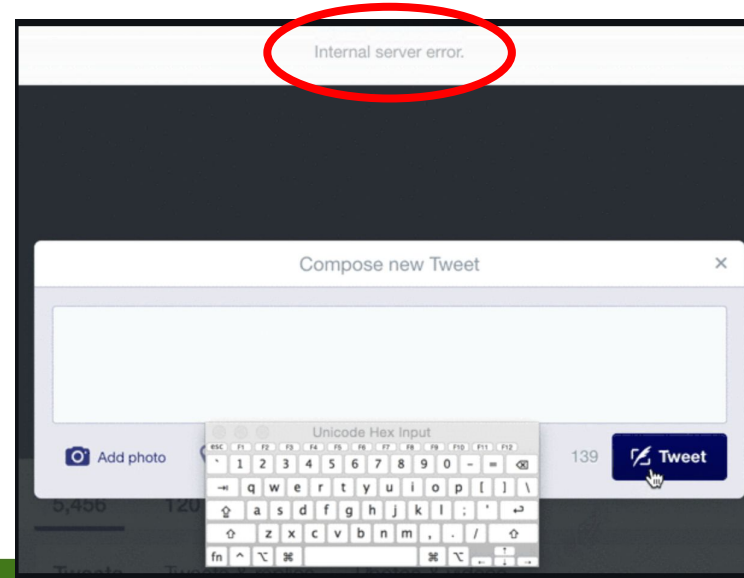 Internal server error.
Compose new Tweet
×
Add photo
139
Tweet
Unicode Hex Input
esc F1 F2 F3 F4 F5 F6 F7 F8 F9 F10 F11 F12
` 1 2 3 4 5 6 7 8 9 0 - =
q w e r t y u i o p [ ] \
a s d f g h j k l ; '
z x c v b n m , . /
fn ^ ⌥ ⌘ ⌘ ⌥
5,456 120